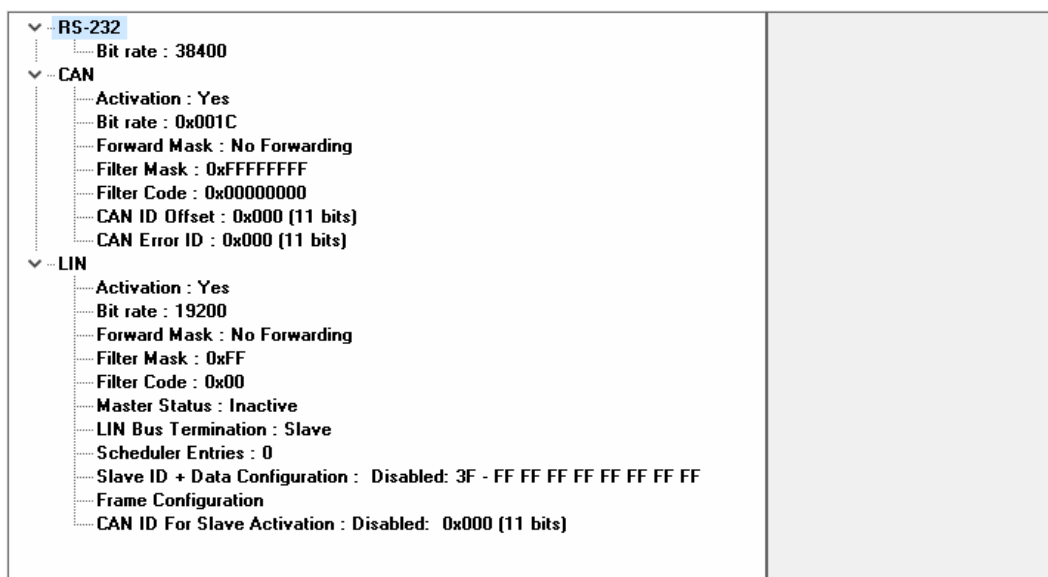 RS-232
Bit rate : 38400
CAN
Activation : Yes
Bit rate : 0x001C
Forward Mask : No Forwarding
Filter Mask : 0xFFFFFFFF
Filter Code : 0x00000000
CAN ID Offset : 0x000 (11 bits)
CAN Error ID : 0x000 (11 bits)
LIN
Activation : Yes
Bit rate : 19200
Forward Mask : No Forwarding
Filter Mask : 0xFF
Filter Code : 0x00
Master Status : Inactive
LIN Bus Termination : Slave
Scheduler Entries : 0
Slave ID + Data Configuration :  Disabled: 3F - FF FF FF FF FF FF FF FF
Frame Configuration
CAN ID For Slave Activation : Disabled:  0x000 (11 bits)